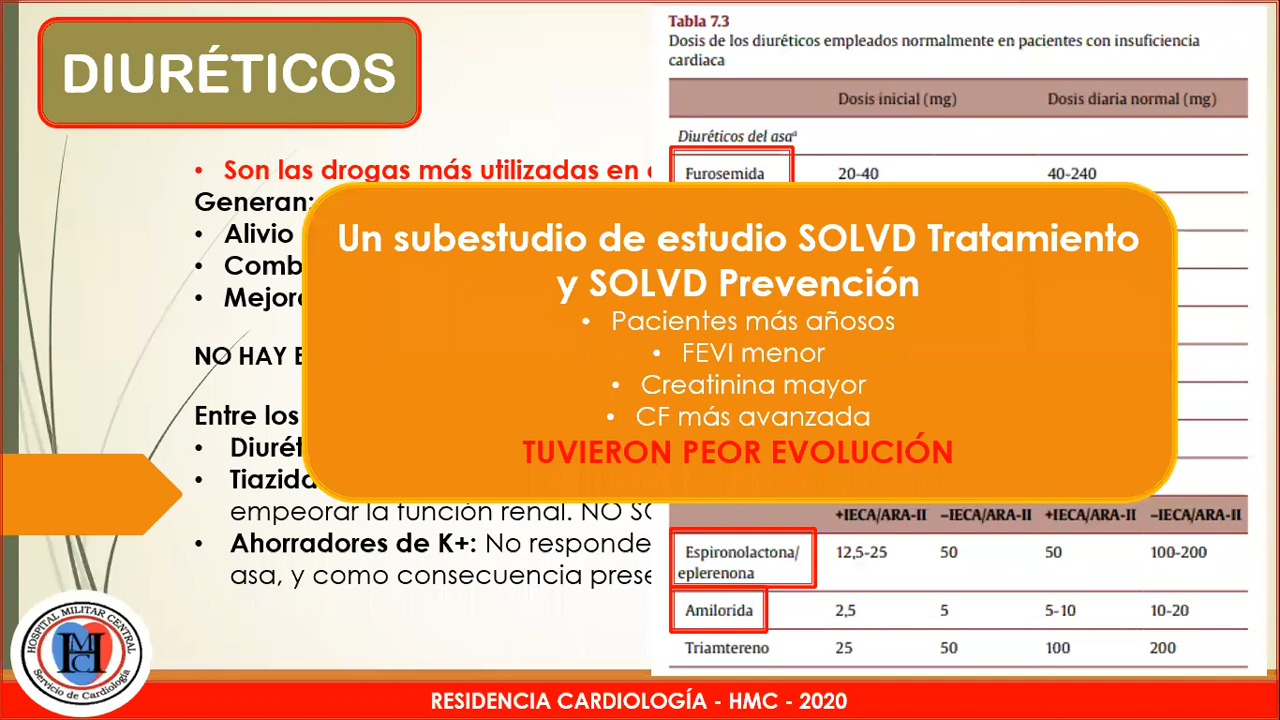 DIURÉTICOS
Son las drogas más utilizadas en
Generan:
Alivio
Comb
Mejor
NO HAY
Entre los
Diurét
Tiazida
empeorar la función renal. NO
Ahorradores de K+: No responde
asa, y como consecuencia prese
Un subestudio de estudio SOLVD Tratamiento
y SOLVD Prevención
• Pacientes más añosos
• FEVI menor
• Creatinina mayor
• CF más avanzada
TUVIERON PEOR EVOLUCIÓN
Tabla 7.3
Dosis de los diuréticos empleados normalmente en pacientes con insuficiencia
cardiaca
Dosis inicial (mg) Dosis diaria normal (mg)
Diuréticos del asaª
Furosemida 20-40 40-240
+IECA/ARA-II –IECA/ARA-II +IECA/ARA-II –IECA/ARA-II
Espironolactona/ 12,5-25 50 50 100-200
eplerenona
Amilorida 2,5 5 5-10 10-20
Triamtereno 25 50 100 200
HOSPITAL MILITAR CENTRAL
HMC
Servicio de Cardiología
RESIDENCIA CARDIOLOGÍA - HMC - 2020